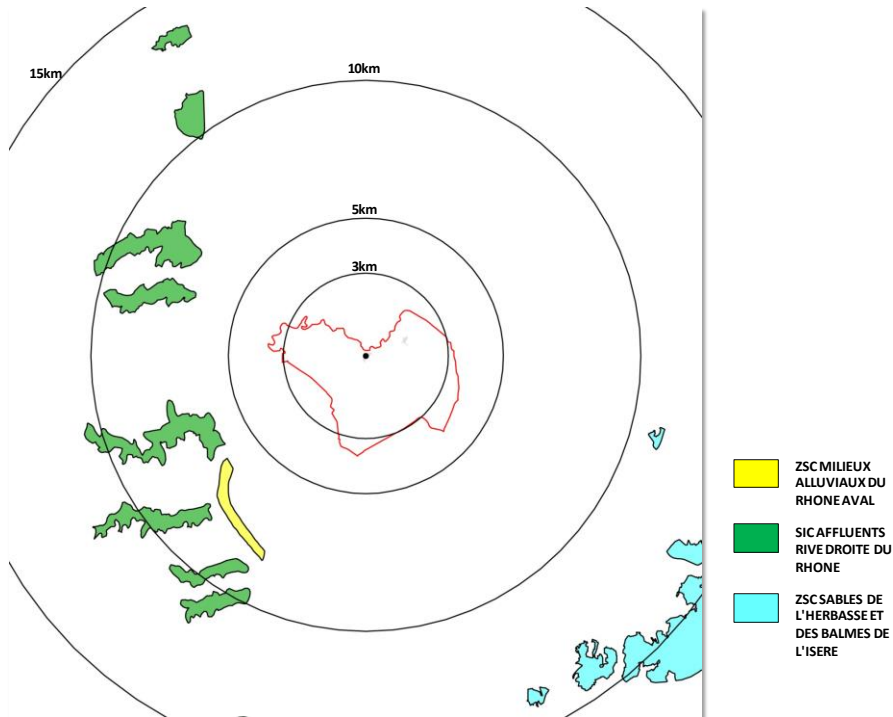 15km
10km
5km
3km
ZSC MILIEUX
ALLUVIAUX DU
RHONE AVAL
SIC AFFLUENTS
RIVE DROITE DU
RHONE
ZSC SABLES DE
L'HERBASSE ET
DES BALMES DE
L'ISERE